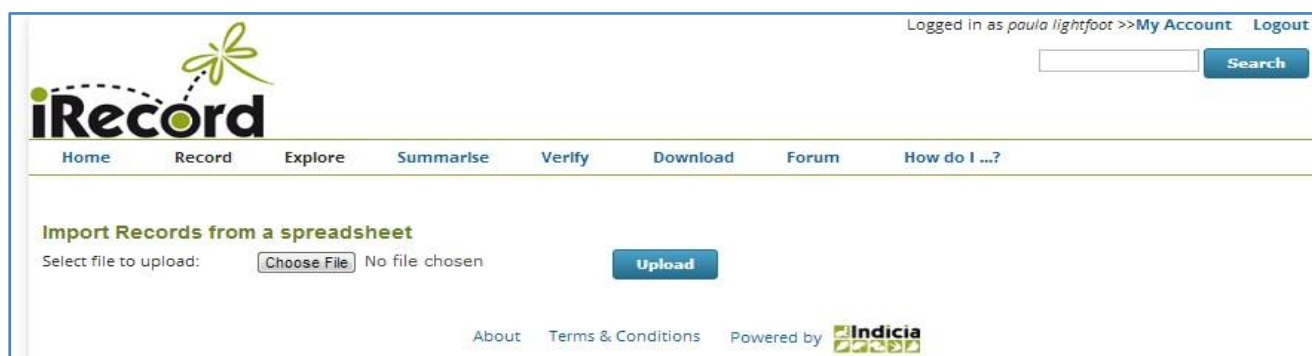 Logged in as paula lightfoot >>My Account Logout
Search
iRecord
Home Record Explore Summarise Verify Download Forum How do I ...?
Import Records from a spreadsheet
Select file to upload: Choose File No file chosen Upload
About Terms & Conditions Powered by Indicia